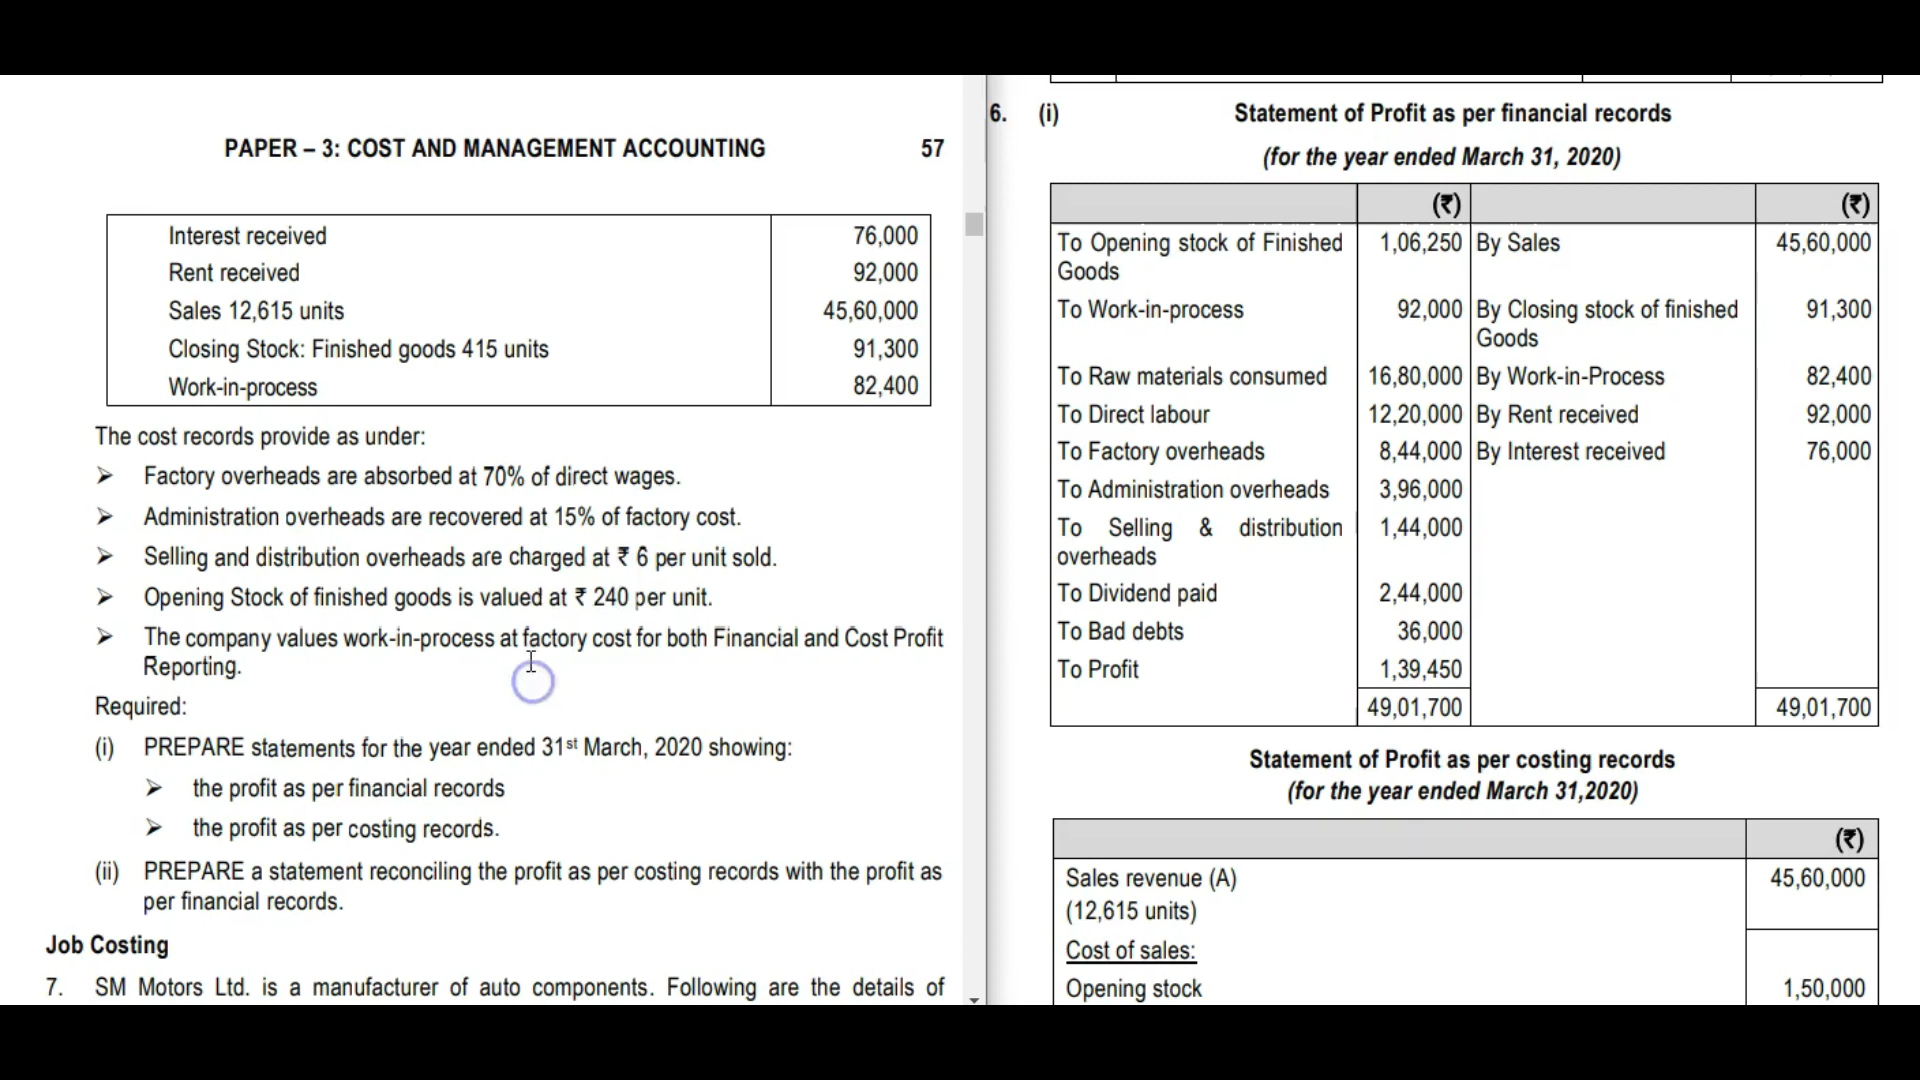 PAPER – 3: COST AND MANAGEMENT ACCOUNTING 57
Interest received 76,000
Rent received 92,000
Sales 12,615 units 45,60,000
Closing Stock: Finished goods 415 units 91,300
Work-in-process 82,400
The cost records provide as under:
➢ Factory overheads are absorbed at 70% of direct wages.
➢ Administration overheads are recovered at 15% of factory cost.
➢ Selling and distribution overheads are charged at ₹ 6 per unit sold.
➢ Opening Stock of finished goods is valued at ₹ 240 per unit.
➢ The company values work-in-process at factory cost for both Financial and Cost Profit
Reporting.
Required:
(i) PREPARE statements for the year ended 31st March, 2020 showing:
➢ the profit as per financial records
➢ the profit as per costing records.
(ii) PREPARE a statement reconciling the profit as per costing records with the profit as
per financial records.
Job Costing
7. SM Motors Ltd. is a manufacturer of auto components. Following are the details of
6. (i) Statement of Profit as per financial records
(for the year ended March 31, 2020)
(₹) (₹)
To Opening stock of Finished 1,06,250 By Sales 45,60,000
Goods
To Work-in-process 92,000 By Closing stock of finished 91,300
Goods
To Raw materials consumed 16,80,000 By Work-in-Process 82,400
To Direct labour 12,20,000 By Rent received 92,000
To Factory overheads 8,44,000 By Interest received 76,000
To Administration overheads 3,96,000
To Selling & distribution 1,44,000
overheads
To Dividend paid 2,44,000
To Bad debts 36,000
To Profit 1,39,450
49,01,700 49,01,700
Statement of Profit as per costing records
(for the year ended March 31,2020)
(₹)
Sales revenue (A) 45,60,000
(12,615 units)
Cost of sales:
Opening stock 1,50,000